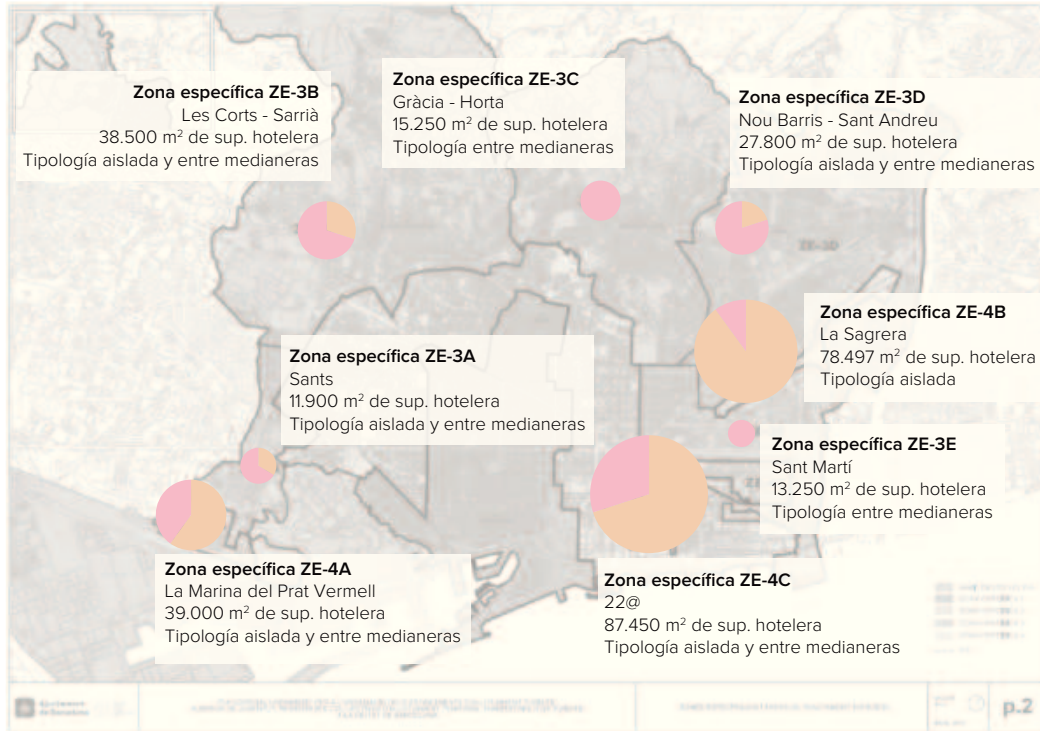 Zona específica ZE-3B
Les Corts - Sarrià
38.500 m² de sup. hotelera
Tipología aislada y entre medianeras
Zona específica ZE-3C
Gràcia - Horta
15.250 m² de sup. hotelera
Tipología entre medianeras
Zona específica ZE-3D
Nou Barris - Sant Andreu
27.800 m² de sup. hotelera
Tipología aislada y entre medianeras
ZE-3D
Zona específica ZE-4B
La Sagrera
78.497 m² de sup. hotelera
Tipología aislada
Zona específica ZE-3A
Sants
11.900 m² de sup. hotelera
Tipología aislada y entre medianeras
Zona específica ZE-3E
Sant Martí
13.250 m² de sup. hotelera
Tipología entre medianeras
Zona específica ZE-4A
La Marina del Prat Vermell
39.000 m² de sup. hotelera
Tipología aislada y entre medianeras
Zona específica ZE-4C
22@
87.450 m² de sup. hotelera
Tipología aislada y entre medianeras
Ajuntament
de Barcelona
p.2